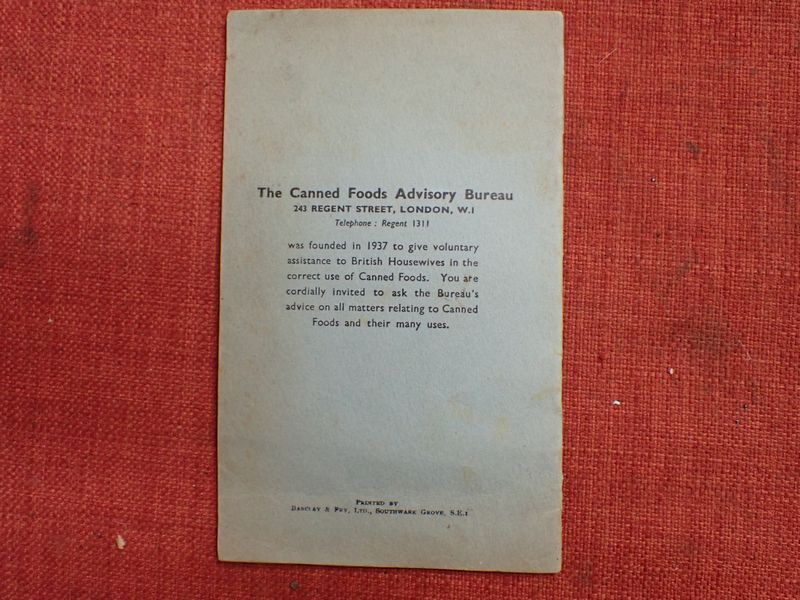 The Canned Foods Advisory Bureau
243 REGENT STREET, LONDON, W.1
Telephone : Regent 1311
was founded in 1937 to give voluntary
assistance to British Housewives in the
correct use of Canned Foods. You are
cordially invited to ask the Bureau's
advice on all matters relating to Canned
Foods and their many uses.
PRINTED BY
BARCLAY & FRY, LTD., SOUTHWARK GROVE, S.E.1